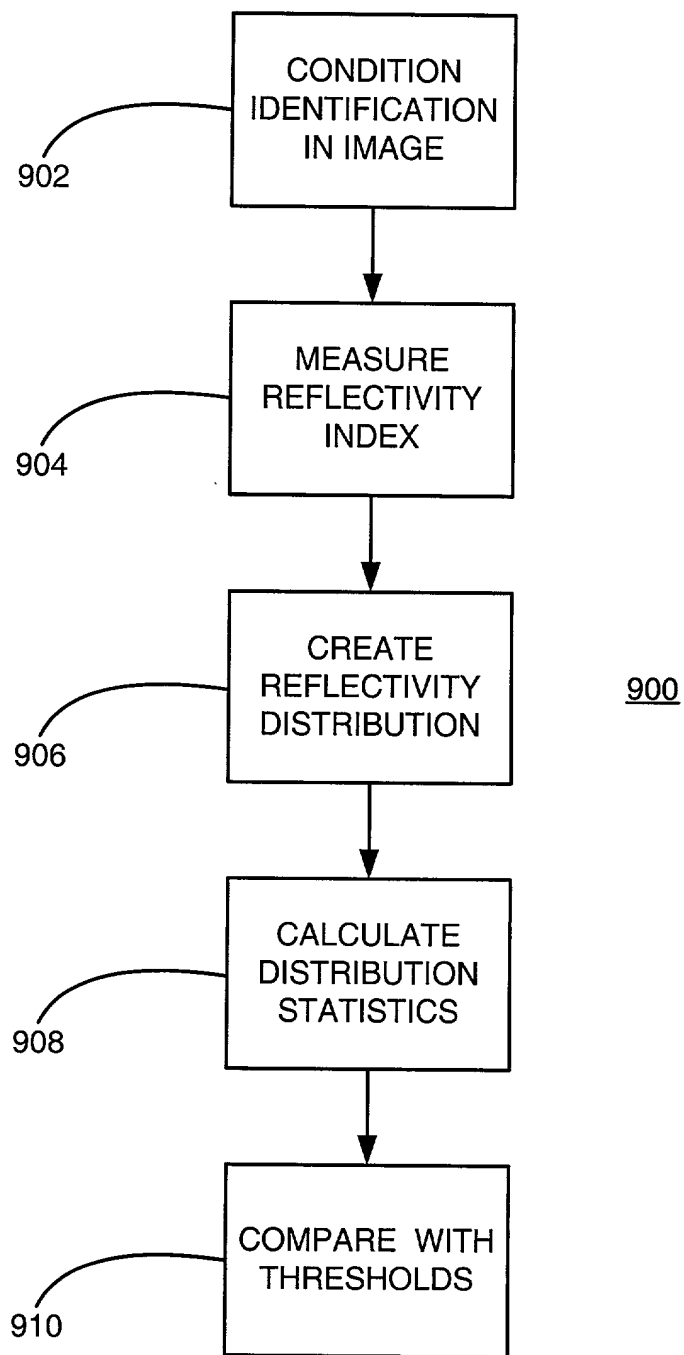 CONDITION
IDENTIFICATION
IN IMAGE
902
MEASURE
REFLECTIVITY
INDEX
904
CREATE
REFLECTIVITY
DISTRIBUTION
900
906
CALCULATE
DISTRIBUTION
STATISTICS
908
COMPARE WITH
THRESHOLDS
910